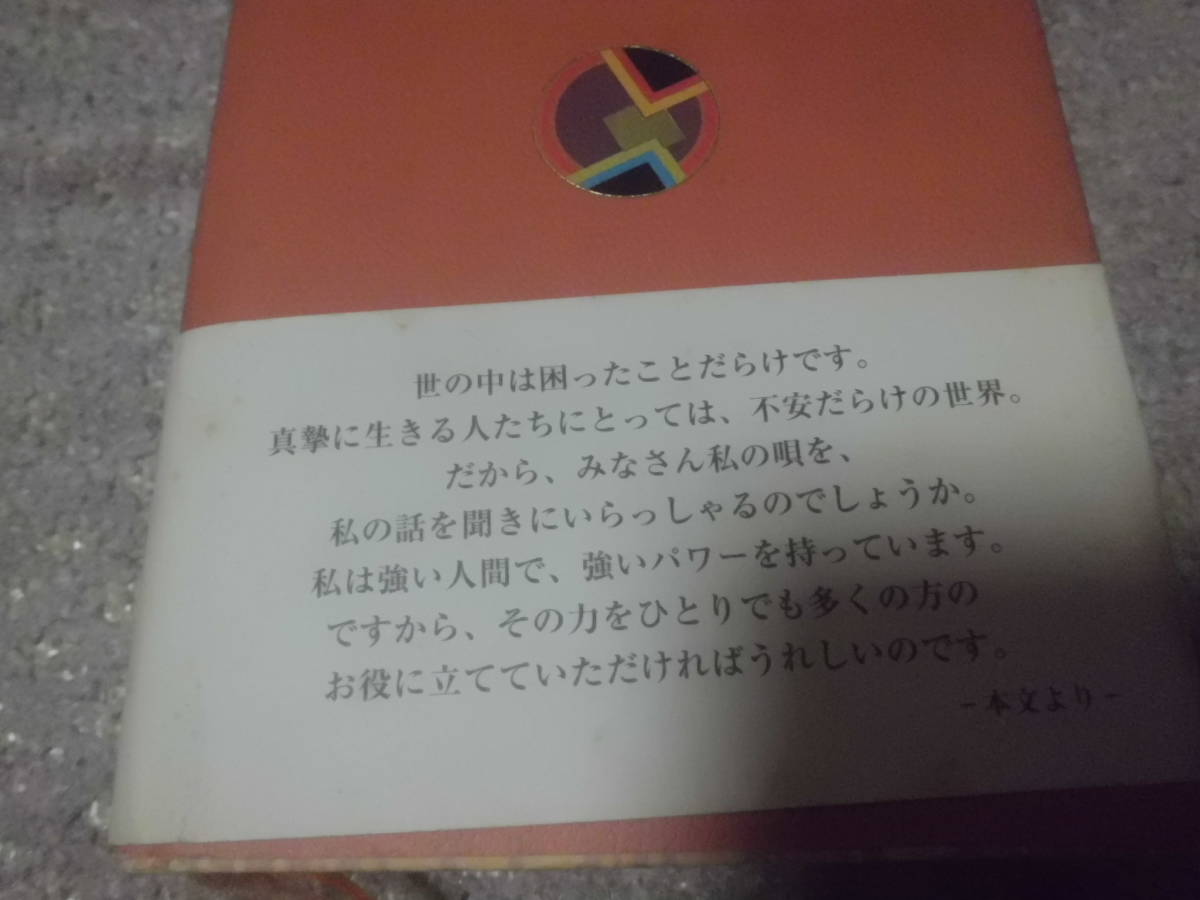 世の中は困ったことだらけです。
真摯に生きる人たちにとっては、不安だらけの世界。
だから、みなさん私の唄を、
私の話を聞きにいらっしゃるのでしょうか。
私は強い人間で、強いパワーを持っています。
ですから、その力をひとりでも多くの方の
お役に立てていただければうれしいのです。
－本文より－